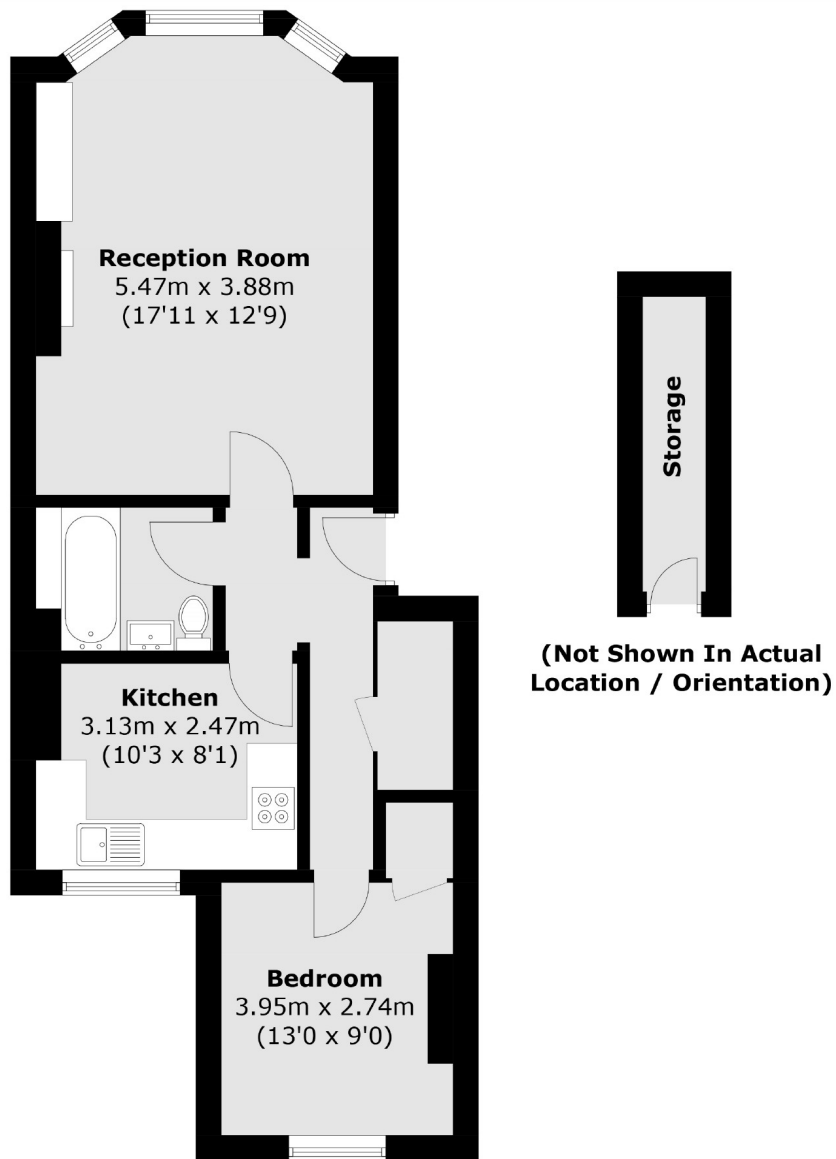 Reception Room
5.47m x 3.88m
(17'11 x 12'9)
Storage
(Not Shown In Actual
Location / Orientation)
Kitchen
3.13m x 2.47m
(10'3 x 8'1)
Bedroom
3.95m x 2.74m
(13'0 x 9'0)